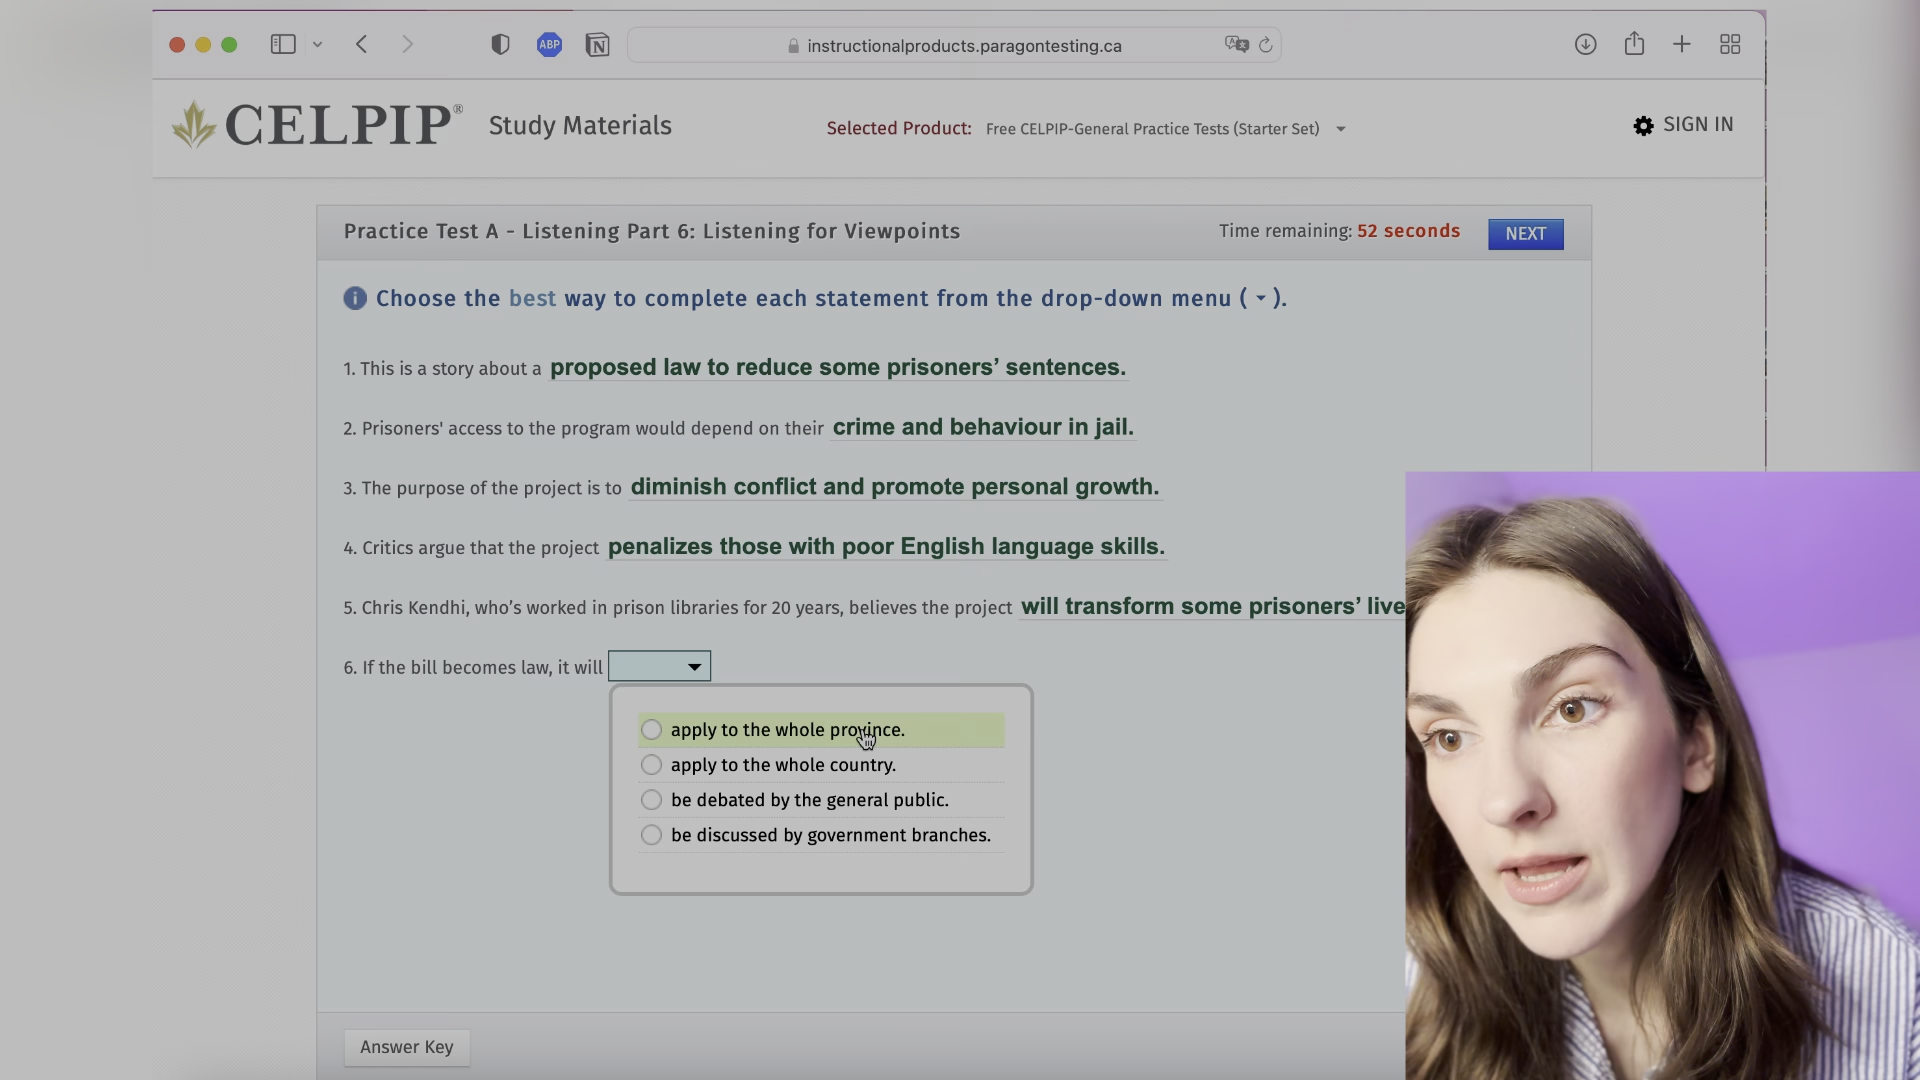 ABP
instructionalproducts.paragontesting.ca
CELPIP® Study Materials
Selected Product: Free CELPIP-General Practice Tests (Starter Set)
SIGN IN
Practice Test A - Listening Part 6: Listening for Viewpoints
Time remaining: 52 seconds
NEXT
Choose the best way to complete each statement from the drop-down menu ( ).
1. This is a story about a proposed law to reduce some prisoners’ sentences.
2. Prisoners' access to the program would depend on their crime and behaviour in jail.
3. The purpose of the project is to diminish conflict and promote personal growth.
4. Critics argue that the project penalizes those with poor English language skills.
5. Chris Kendhi, who’s worked in prison libraries for 20 years, believes the project will transform some prisoners’ live
6. If the bill becomes law, it will
apply to the whole province.
apply to the whole country.
be debated by the general public.
be discussed by government branches.
Answer Key